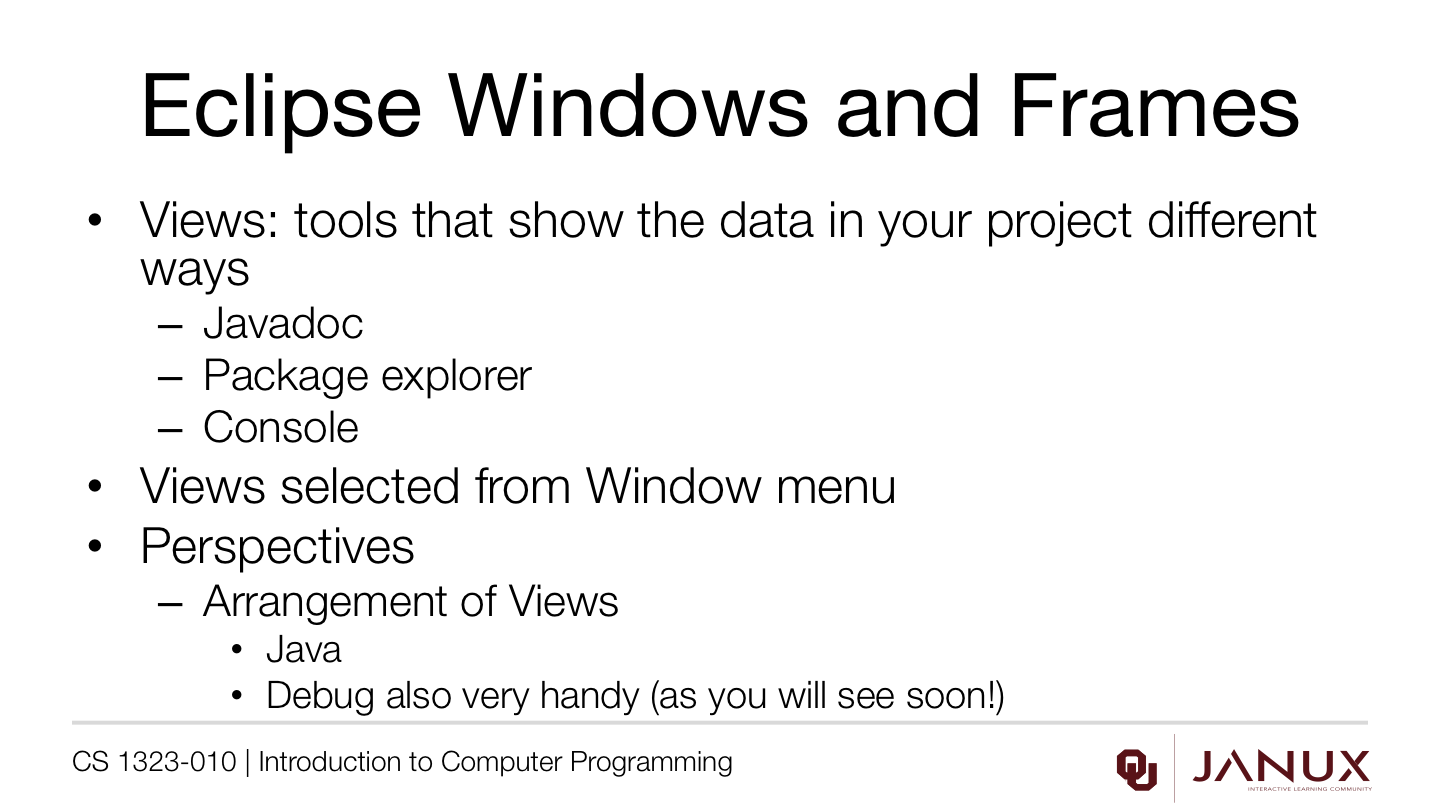 Eclipse Windows and Frames
• Views: tools that show the data in your project different
ways
– Javadoc
– Package explorer
– Console
• Views selected from Window menu
• Perspectives
– Arrangement of Views
• Java
• Debug also very handy (as you will see soon!)
CS 1323-010 | Introduction to Computer Programming
OU
JANUX
INTERACTIVE LEARNING COMMUNITY